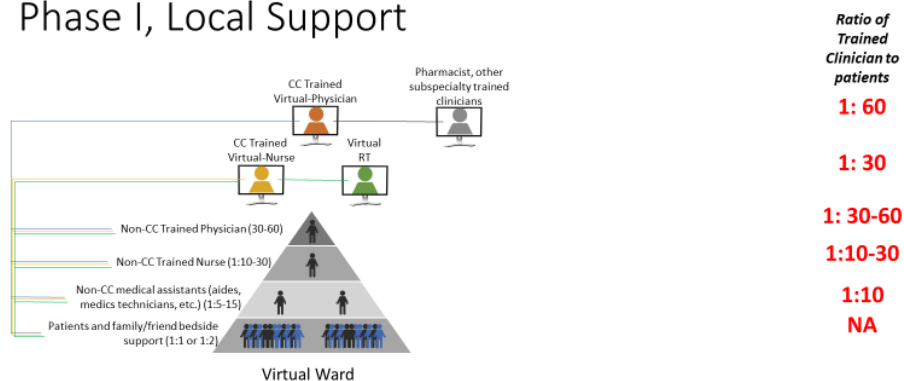 Phase I, Local Support
Ratio of
Trained
Clinician to
patients
CC Trained
Virtual-Physician
Pharmacist, other
subspecialty trained
clinicians
1: 60
CC Trained
Virtual-Nurse
Virtual
RT
1: 30
Non-CC Trained Physician (30-60)
1: 30-60
Non-CC Trained Nurse (1:10-30)
1:10-30
Non-CC medical assistants (aides,
medics technicians, etc.) (1:5-15)
1:10
Patients and family/friend bedside
support (1:1 or 1:2)
NA
Virtual Ward